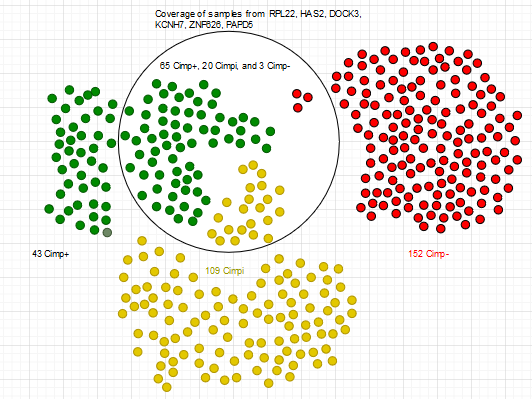 Coverage of samples from RPL22, HAS2, DOCK3,
KCNH7, ZNF626, PAPD5
65 Cimp+, 20 Cimpi, and 3 Cimp-
43 Cimp+
152 Cimp-
109 Cimpi